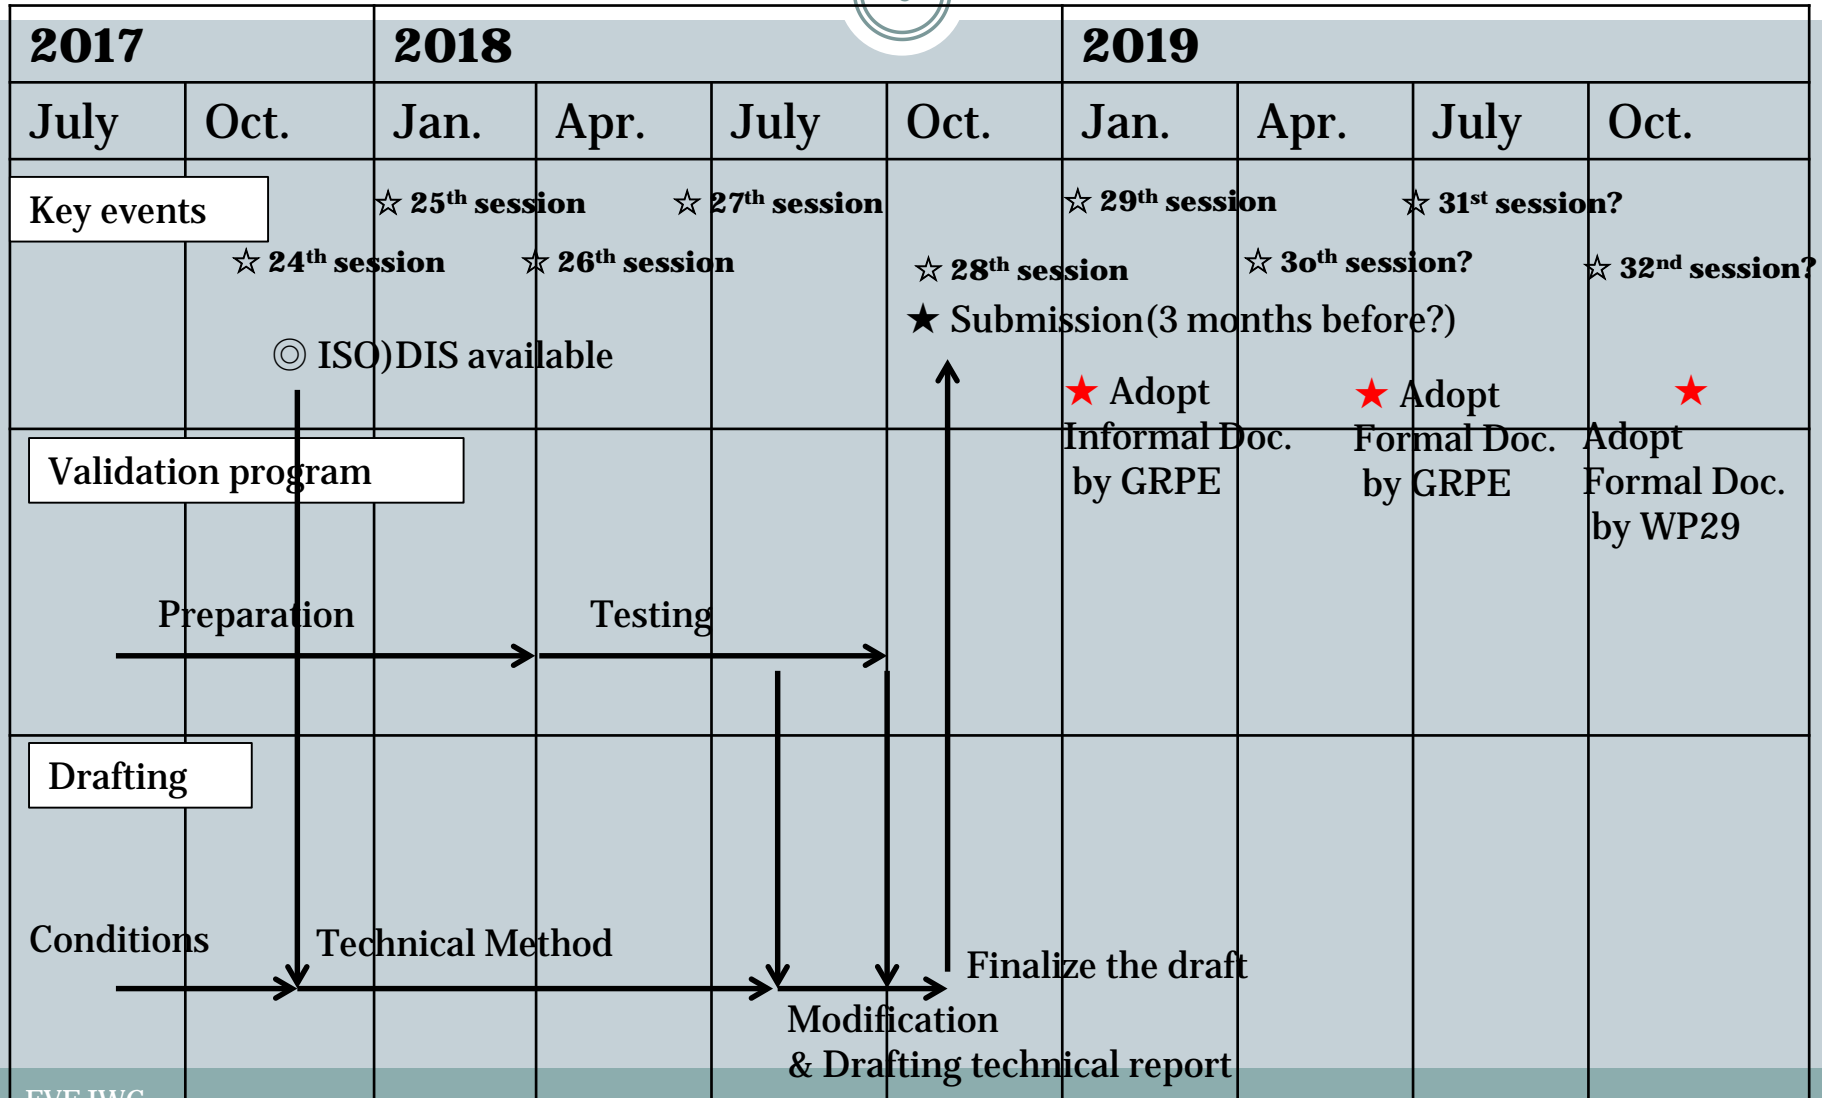 2017 2018 2019
July Oct. Jan. Apr. July Oct. Jan. Apr. July Oct.
Key events
☆ 25th session ☆ 27th session ☆ 29th session ☆ 31st session?
☆ 24th session ☆ 26th session ☆ 28th session ☆ 3oth session? ☆ 32nd session?
★ Submission(3 months before?)
◎ ISO)DIS available
★ Adopt
Informal Doc.
by GRPE
★ Adopt
Formal Doc.
by GRPE
★
Adopt
Formal Doc.
by WP29
Validation program
Preparation Testing
Drafting
Conditions Technical Method
Finalize the draft
Modification
& Drafting technical report
EVE IWG